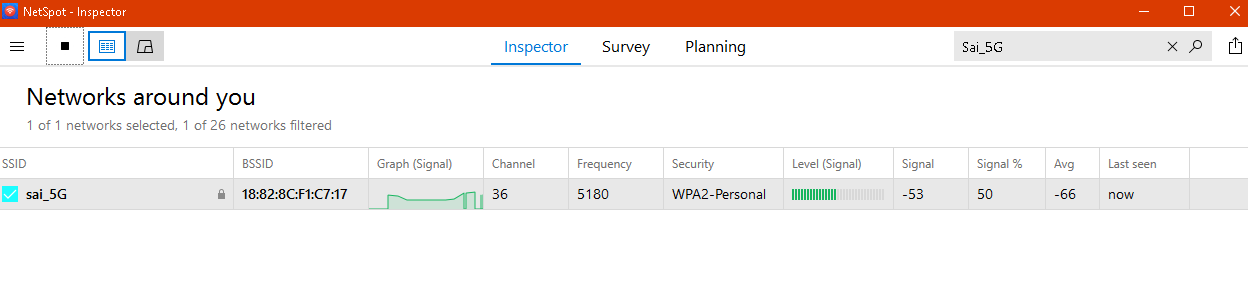 NetSpot - Inspector
Inspector Survey Planning Sai_5G
Networks around you
1 of 1 networks selected, 1 of 26 networks filtered
SSID BSSID Graph (Signal) Channel Frequency Security Level (Signal) Signal Signal % Avg Last seen
sai_5G 18:82:8C:F1:C7:17 36 5180 WPA2-Personal -53 50 -66 now